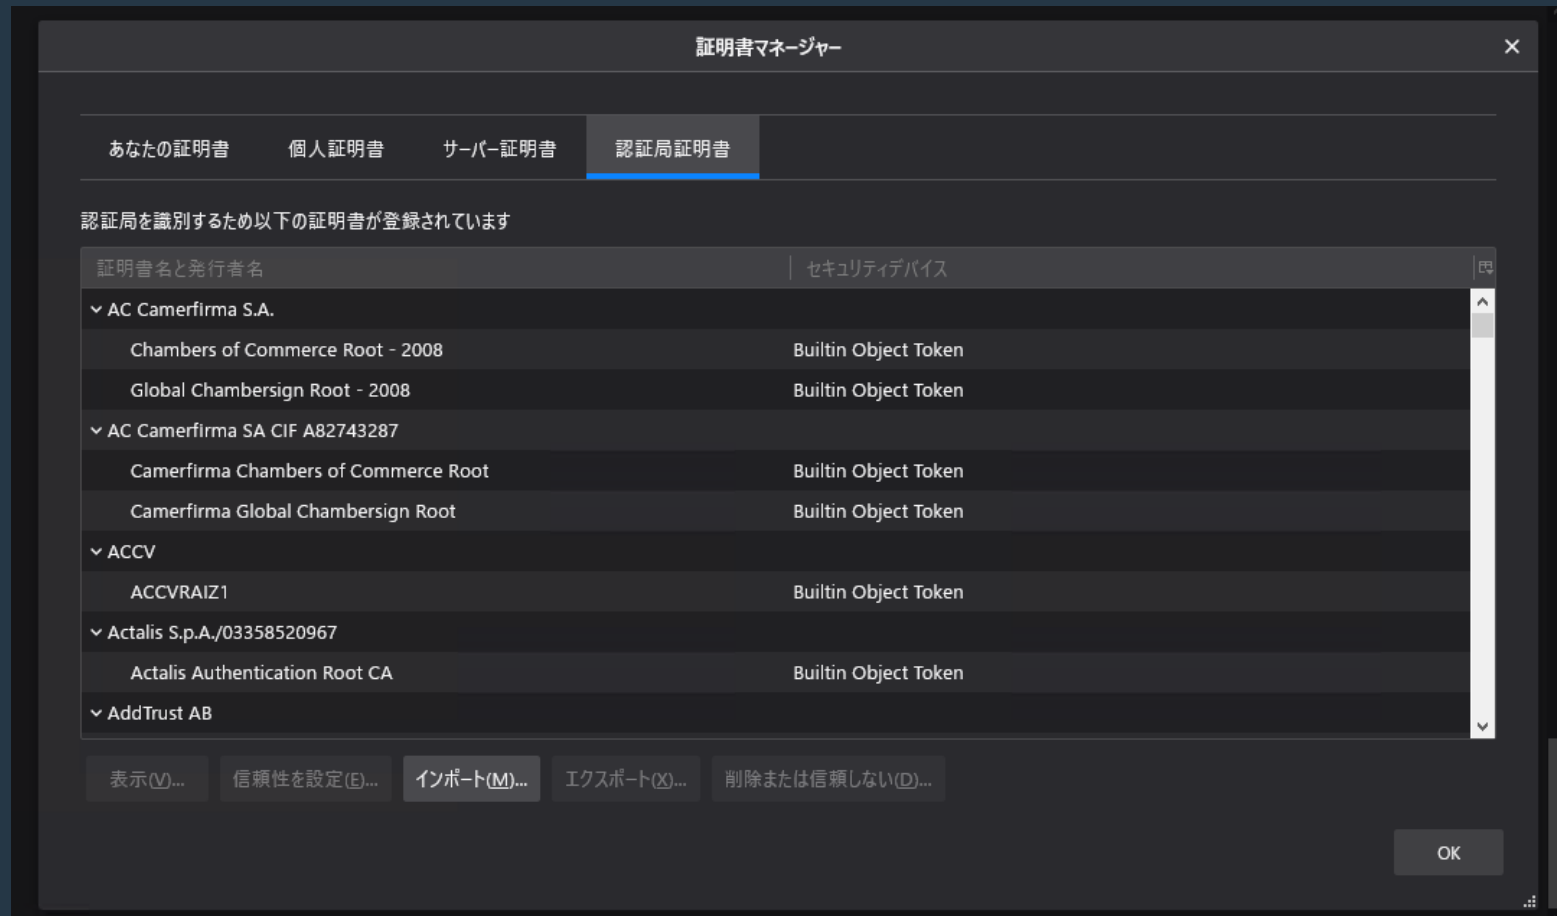 証明書マネージャー
あなたの証明書 個人証明書 サーバー証明書 認証局証明書
認証局を識別するため以下の証明書が登録されています
証明書名と発行者名 セキュリティデバイス
AC Camerfirma S.A.
Chambers of Commerce Root - 2008 Builtin Object Token
Global Chambersign Root - 2008 Builtin Object Token
AC Camerfirma SA CIF A82743287
Camerfirma Chambers of Commerce Root Builtin Object Token
Camerfirma Global Chambersign Root Builtin Object Token
ACCV
ACCVRAIZ1 Builtin Object Token
Actalis S.p.A./03358520967
Actalis Authentication Root CA Builtin Object Token
AddTrust AB
表示(V)... 信頼性を設定(E)... インポート(M)... エクスポート(X)... 削除または信頼しない(D)...
OK